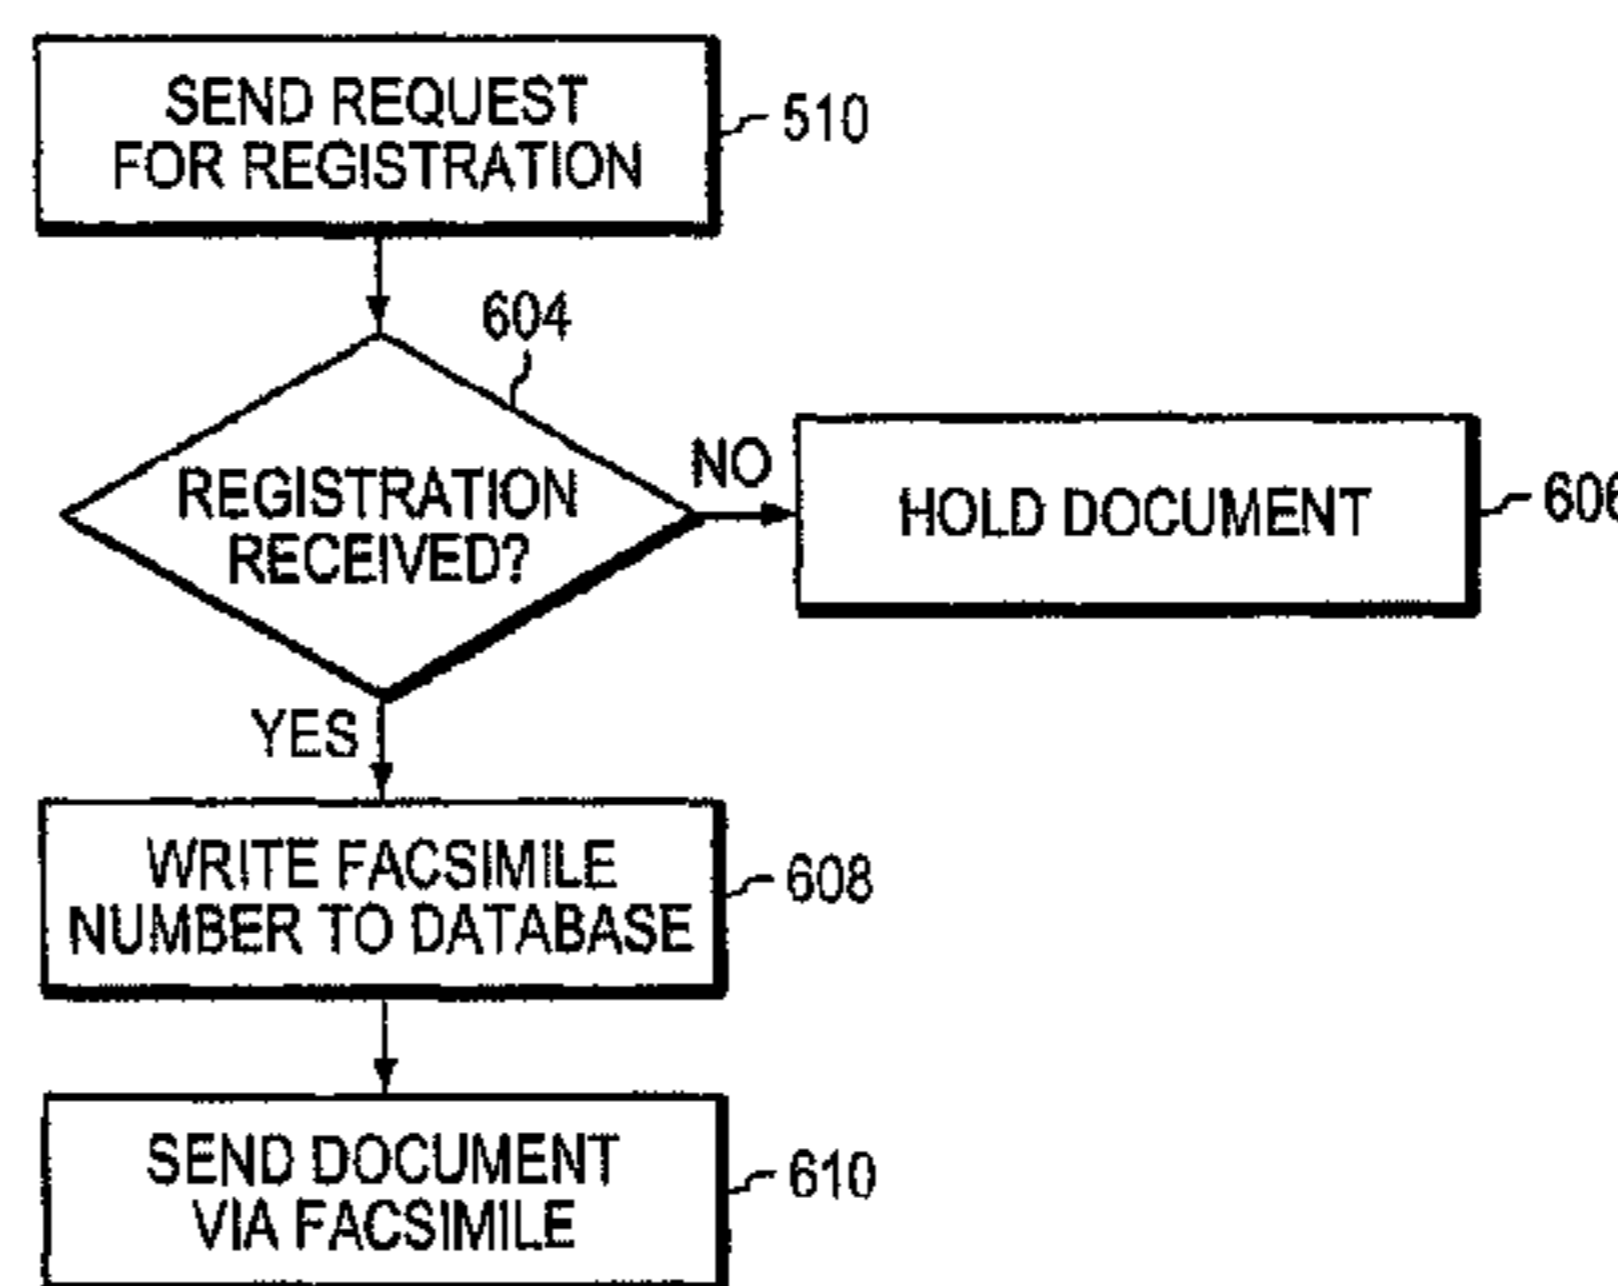 SEND REQUEST
FOR REGISTRATION
510
604
REGISTRATION
RECEIVED?
NO
HOLD DOCUMENT
606
YES
WRITE FACSIMILE
NUMBER TO DATABASE
608
SEND DOCUMENT
VIA FACSIMILE
610